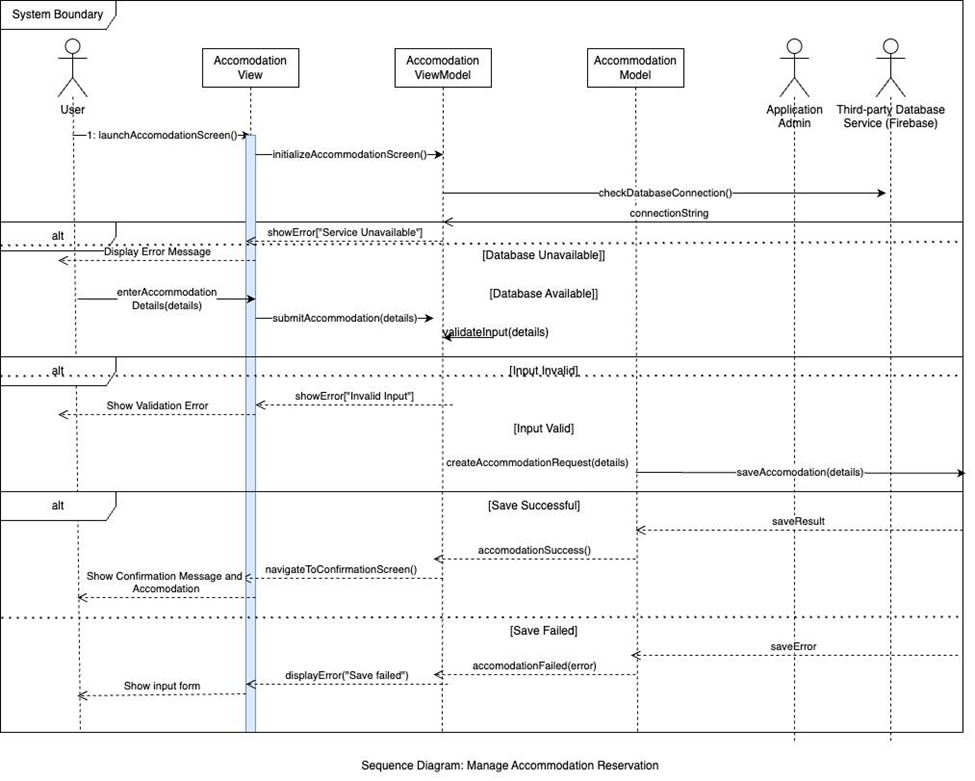 System Boundary
Accomodation
View
Accomodation
ViewModel
Accommodation
Model
User
Application
Admin
Third-party Database
Service (Firebase)
1: launchAccomodationScreen()
initializeAccommodationScreen()
checkDatabaseConnection()
connectionString
alt
showError["Service Unavailable"]
Display Error Message
[Database Unavailable]]
enterAccommodation
Details(details)
[Database Available]]
submitAccommodation(details)
validateInput(details)
alt
[Input Invalid]
showError["Invalid Input"]
Show Validation Error
[Input Valid]
createAccommodationRequest(details)
saveAccomodation(details)
alt
[Save Successful]
saveResult
accomodationSuccess()
navigateToConfirmationScreen()
Show Confirmation Message and
Accomodation
[Save Failed]
saveError
accomodationFailed(error)
displayError("Save failed")
Show input form
Sequence Diagram: Manage Accommodation Reservation